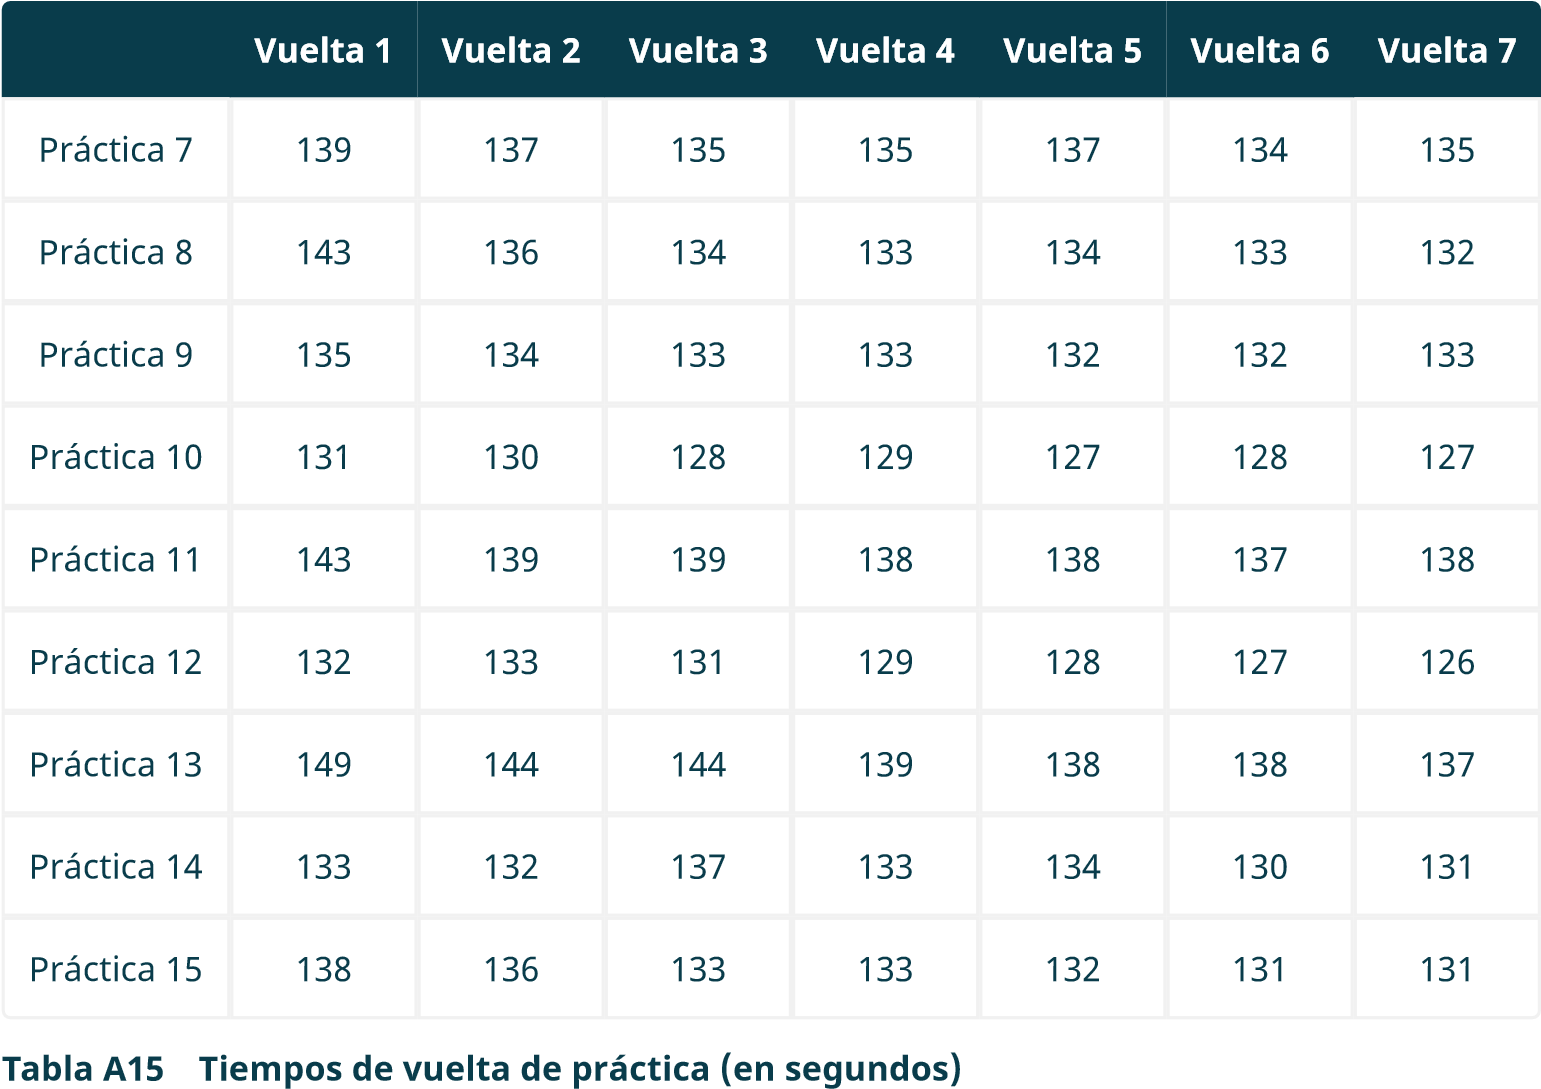 Vuelta 1 Vuelta 2 Vuelta 3 Vuelta 4 Vuelta 5 Vuelta 6 Vuelta 7
Práctica 7 139 137 135 135 137 134 135
Práctica 8 143 136 134 133 134 133 132
Práctica 9 135 134 133 133 132 132 133
Práctica 10 131 130 128 129 127 128 127
Práctica 11 143 139 139 138 138 137 138
Práctica 12 132 133 131 129 128 127 126
Práctica 13 149 144 144 139 138 138 137
Práctica 14 133 132 137 133 134 130 131
Práctica 15 138 136 133 133 132 131 131
Tabla A15 Tiempos de vuelta de práctica (en segundos)